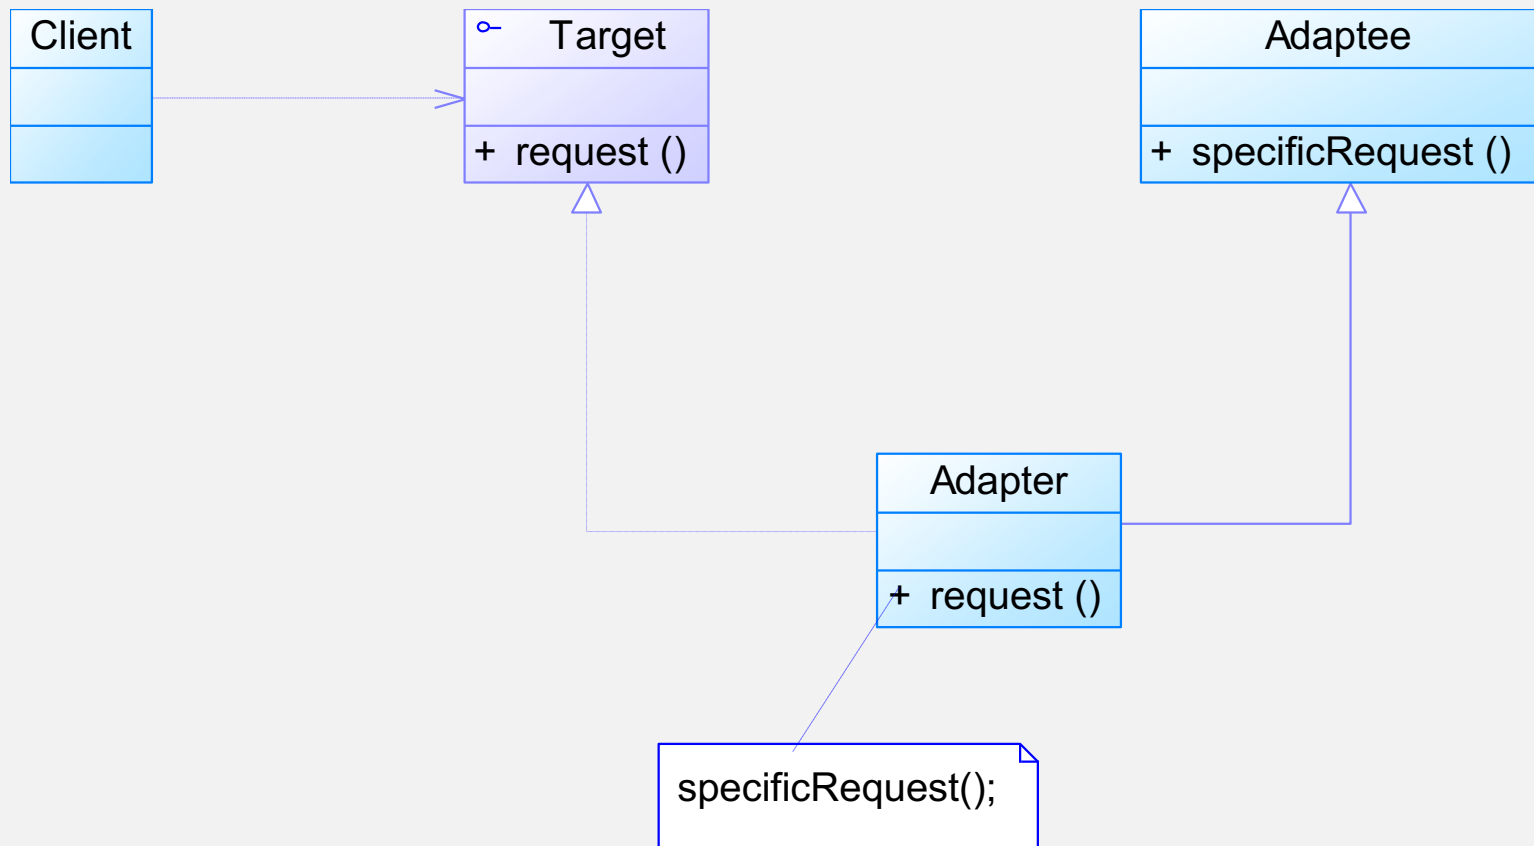 Client
Target
+ request ()
Adaptee
+ specificRequest ()
Adapter
+ request ()
specificRequest();